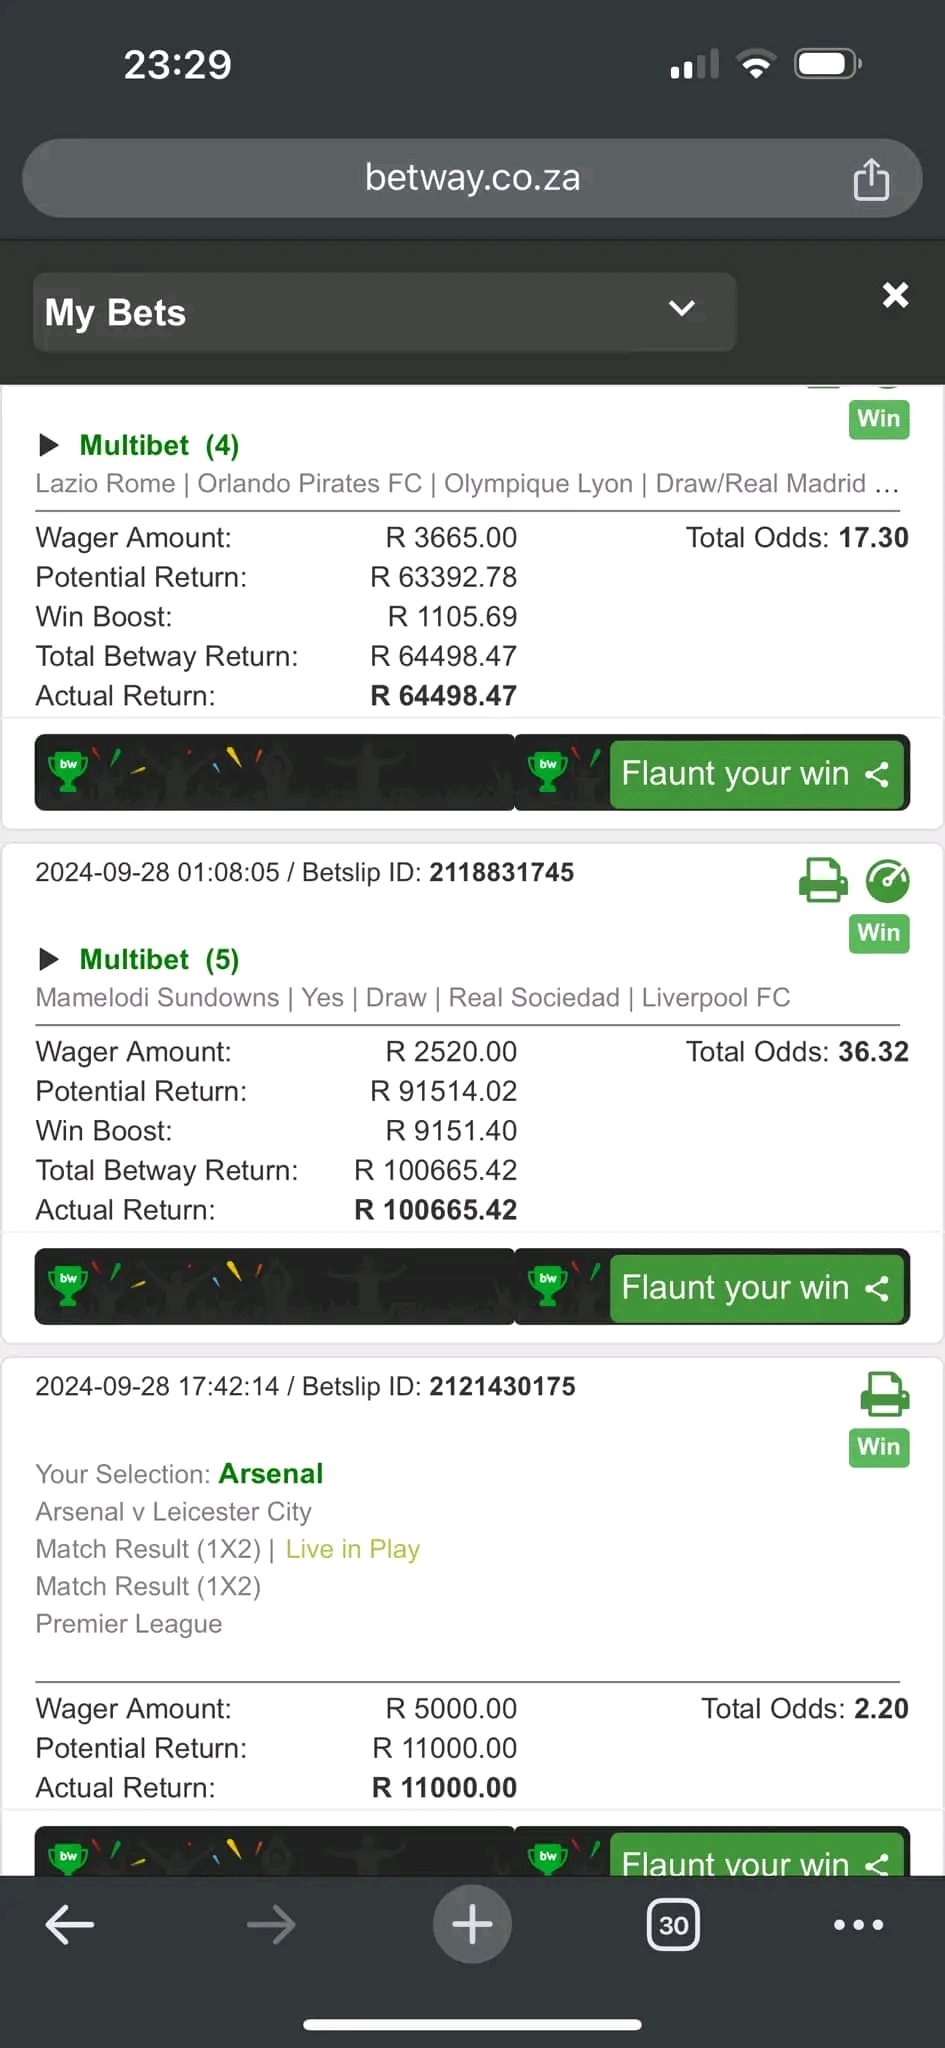 23:29
betway.co.za
My Bets
Win
Multibet (4)
Lazio Rome | Orlando Pirates FC | Olympique Lyon | Draw/Real Madrid ...
Wager Amount: R 3665.00 Total Odds: 17.30
Potential Return: R 63392.78
Win Boost: R 1105.69
Total Betway Return: R 64498.47
Actual Return: R 64498.47
bw bw Flaunt your win
2024-09-28 01:08:05 / Betslip ID: 2118831745
Win
Multibet (5)
Mamelodi Sundowns | Yes | Draw | Real Sociedad | Liverpool FC
Wager Amount: R 2520.00 Total Odds: 36.32
Potential Return: R 91514.02
Win Boost: R 9151.40
Total Betway Return: R 100665.42
Actual Return: R 100665.42
bw bw Flaunt your win
2024-09-28 17:42:14 / Betslip ID: 2121430175
Win
Your Selection: Arsenal
Arsenal v Leicester City
Match Result (1X2) | Live in Play
Match Result (1X2)
Premier League
Wager Amount: R 5000.00 Total Odds: 2.20
Potential Return: R 11000.00
Actual Return: R 11000.00
bw bw Flaunt your win
30